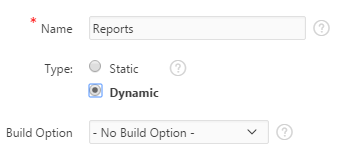 * Name Reports ?
Type: Static ?
Dynamic
Build Option - No Build Option - ?